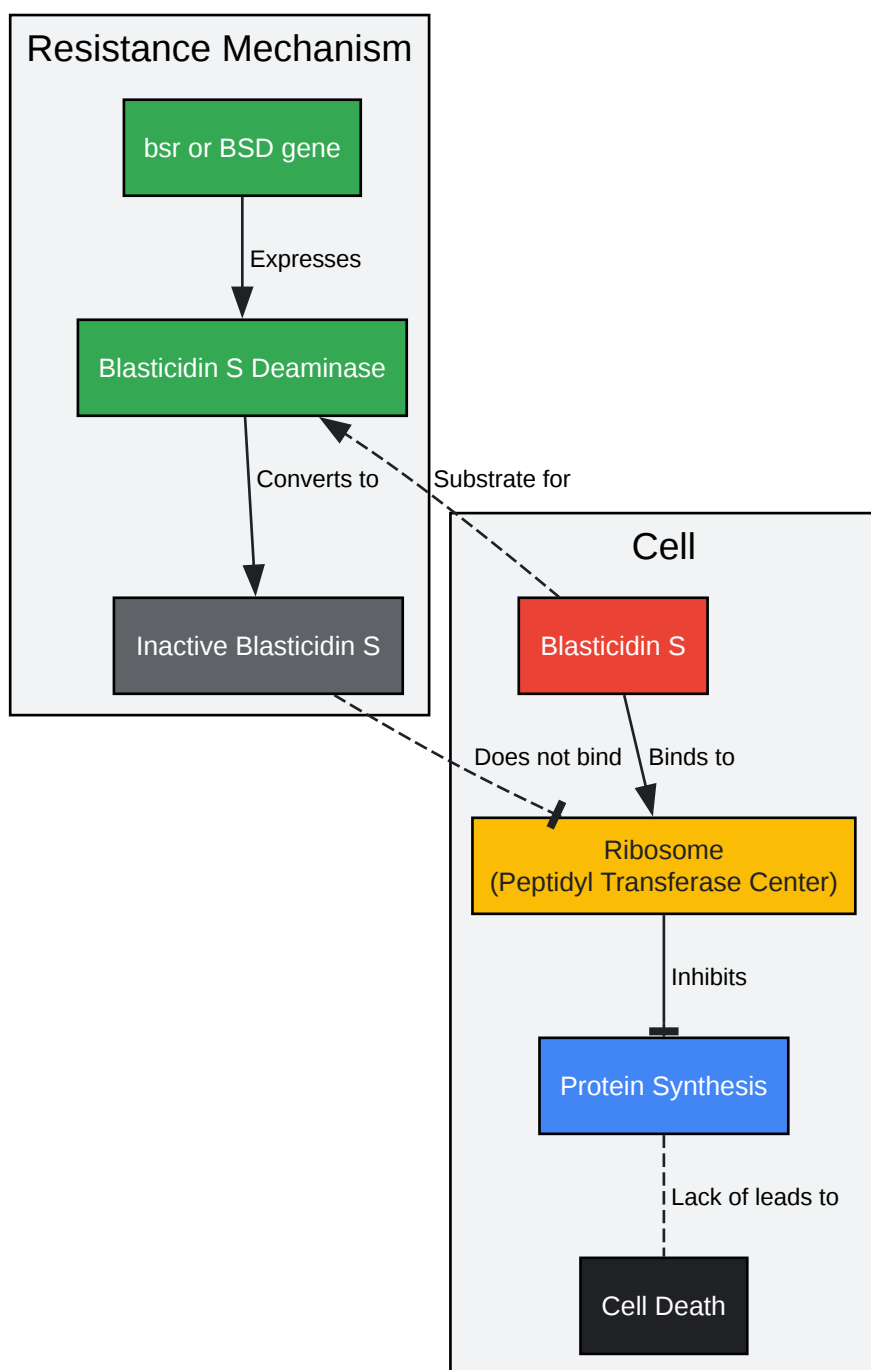 Resistance Mechanism
bsr or BSD gene
Expresses
Blasticidin S Deaminase
Converts to
Substrate for
Cell
Inactive Blasticidin S
Blasticidin S
Does not bind
Binds to
Ribosome
(Peptidyl Transferase Center)
Inhibits
Protein Synthesis
Lack of leads to
Cell Death